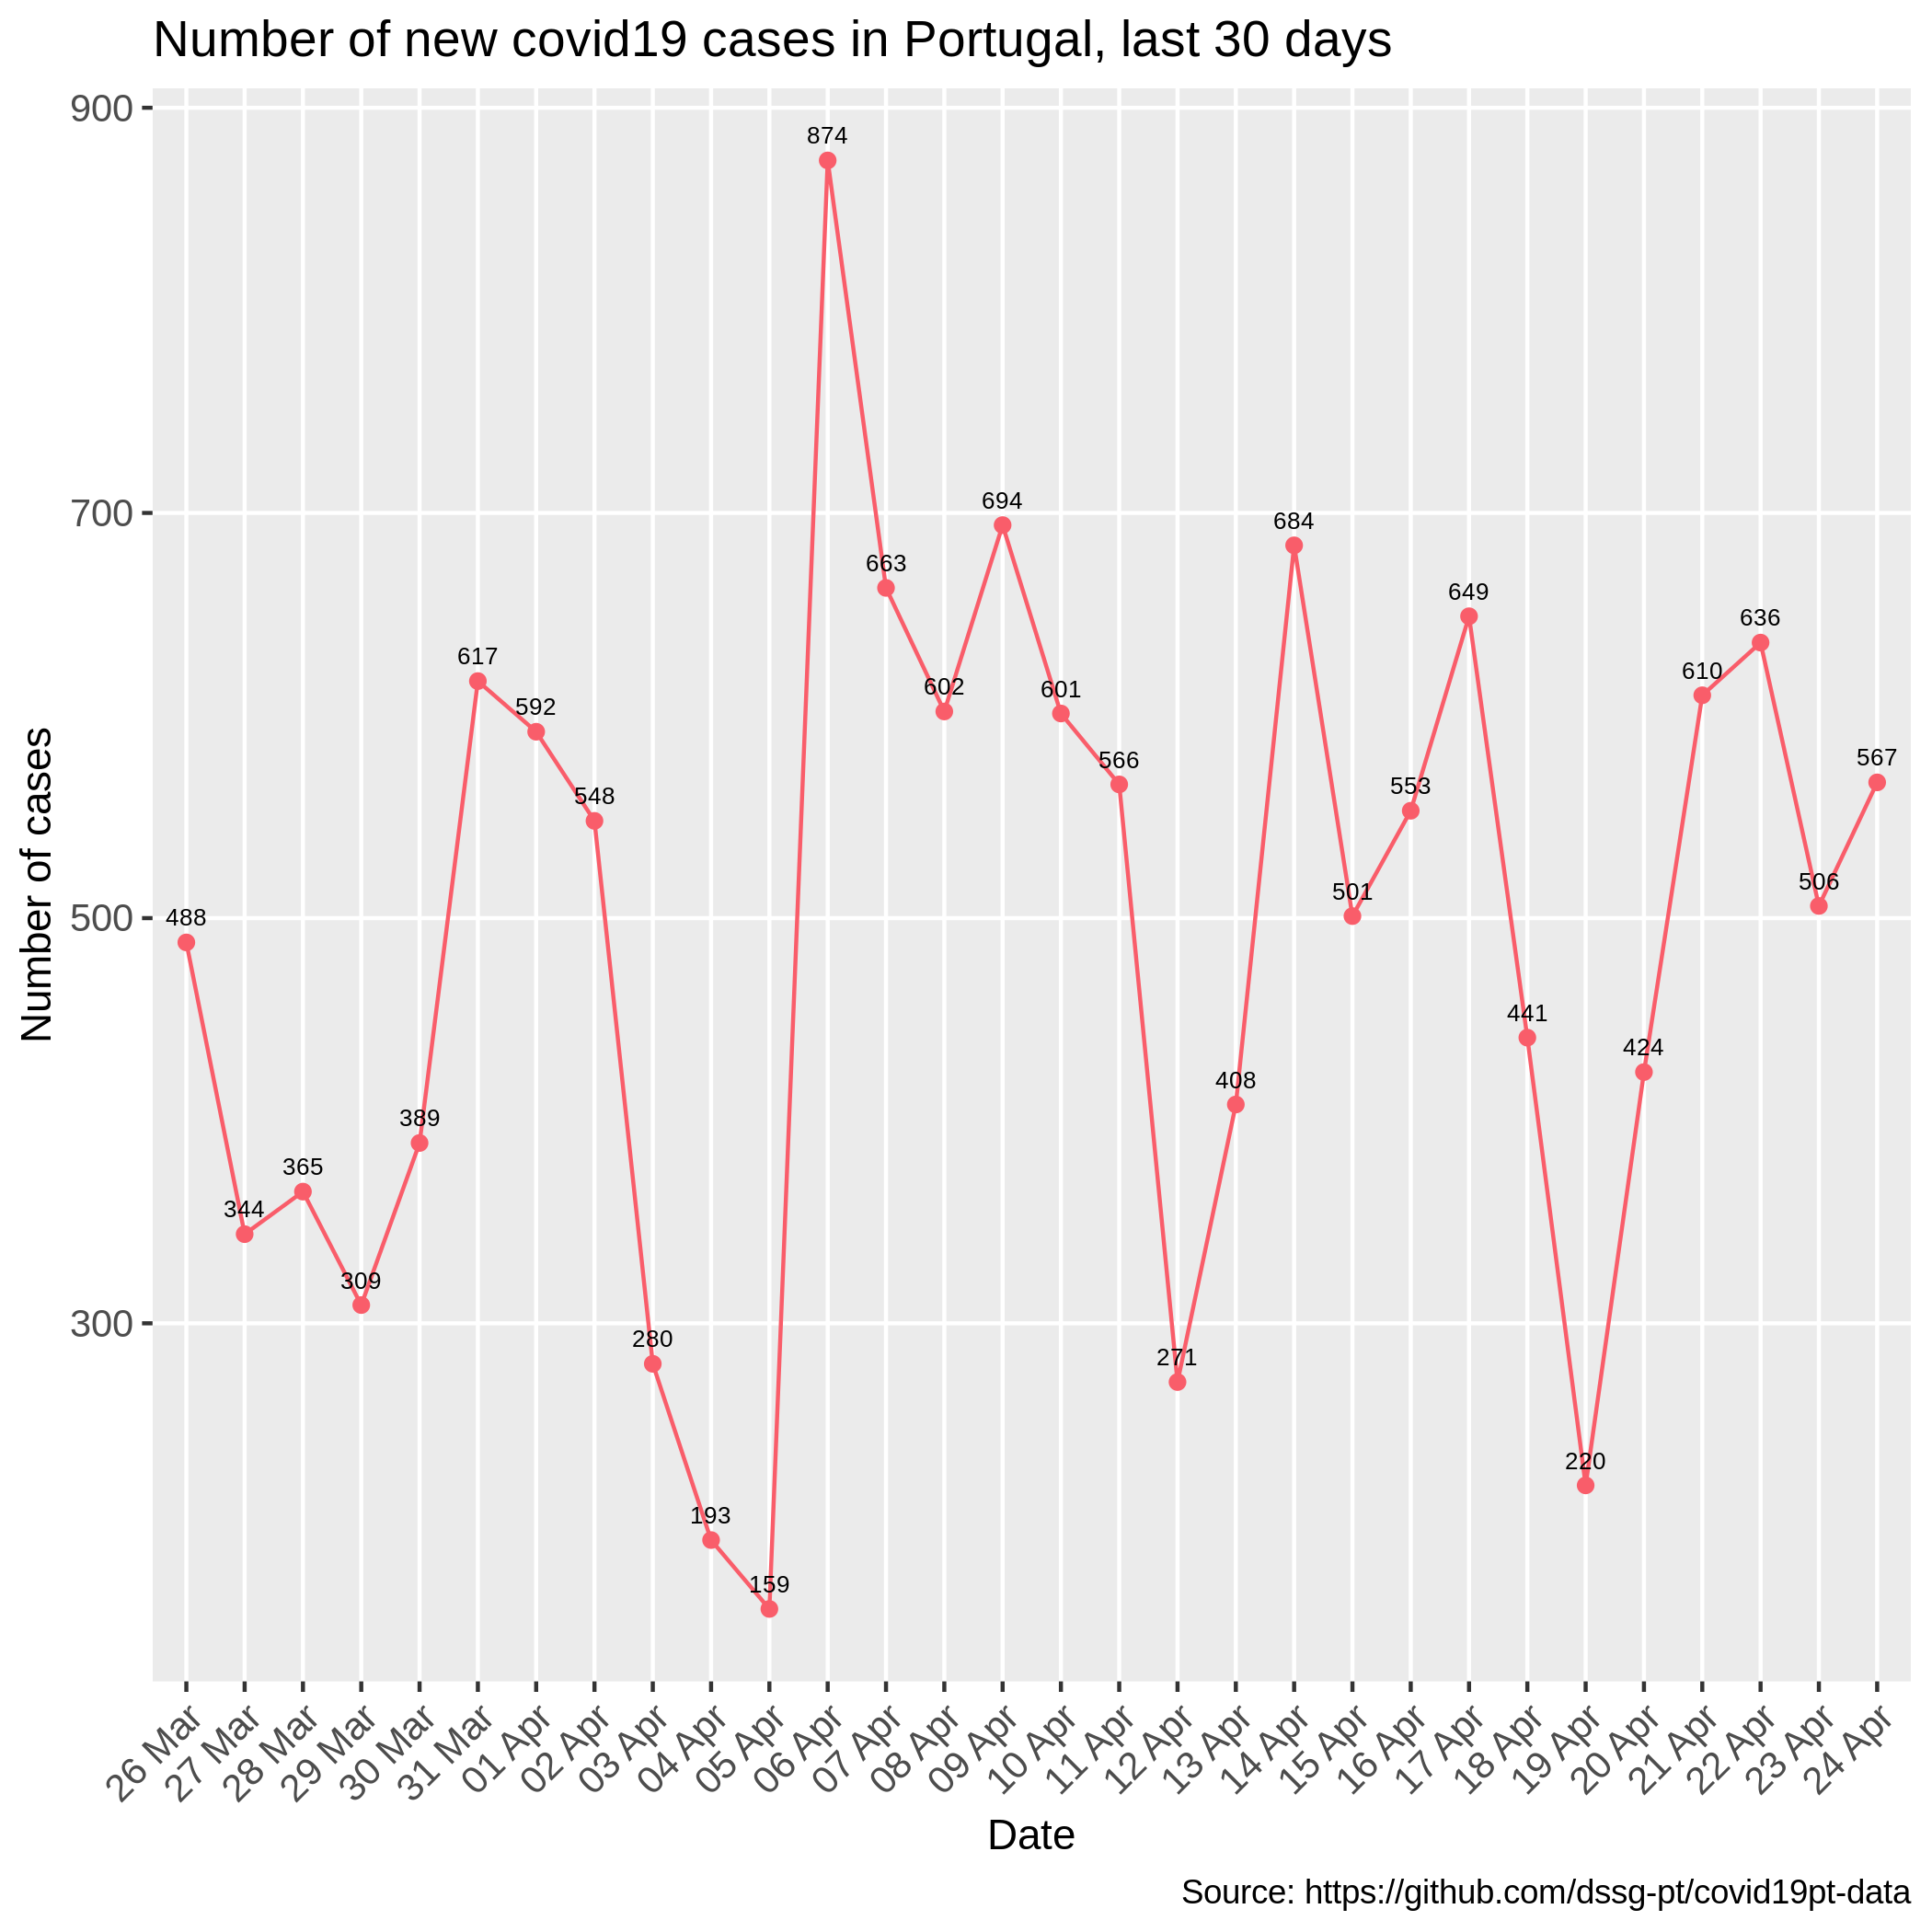 Number of new covid19 cases in Portugal, last 30 days
900
700
500
300
Number of cases
488
344
365
309
389
617
592
548
280
193
159
874
663
602
694
601
566
271
408
684
501
553
649
441
220
424
610
636
506
567
26 Mar
27 Mar
28 Mar
29 Mar
30 Mar
31 Mar
01 Apr
02 Apr
03 Apr
04 Apr
05 Apr
06 Apr
07 Apr
08 Apr
09 Apr
10 Apr
11 Apr
12 Apr
13 Apr
14 Apr
15 Apr
16 Apr
17 Apr
18 Apr
19 Apr
20 Apr
21 Apr
22 Apr
23 Apr
24 Apr
Date
Source: https://github.com/dssg-pt/covid19pt-data